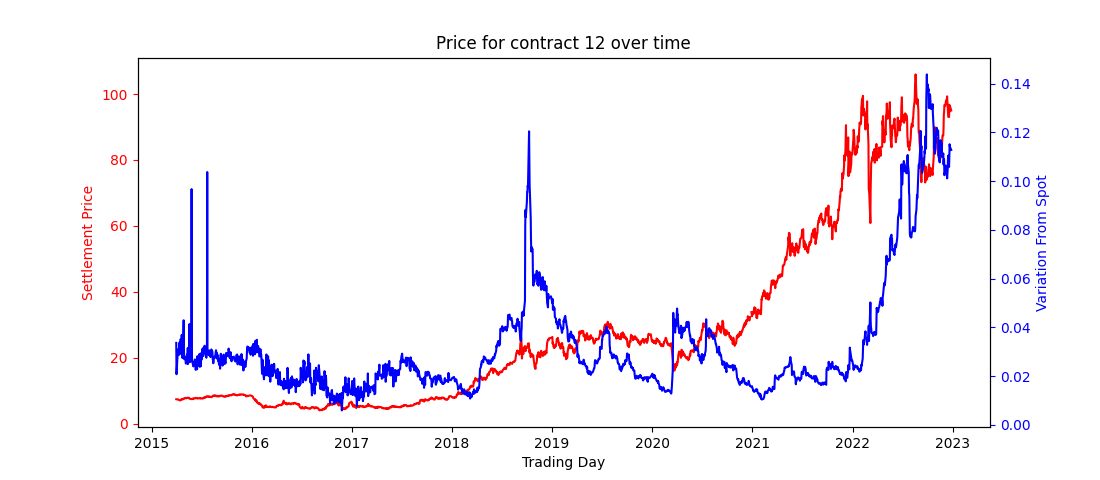 Price for contract 12 over time
Settlement Price
100
80
60
40
20
0
0.14
0.12
0.10
0.08
0.06
0.04
0.02
0.00
Variation From Spot
2015 2016 2017 2018 2019 2020 2021 2022 2023
Trading Day